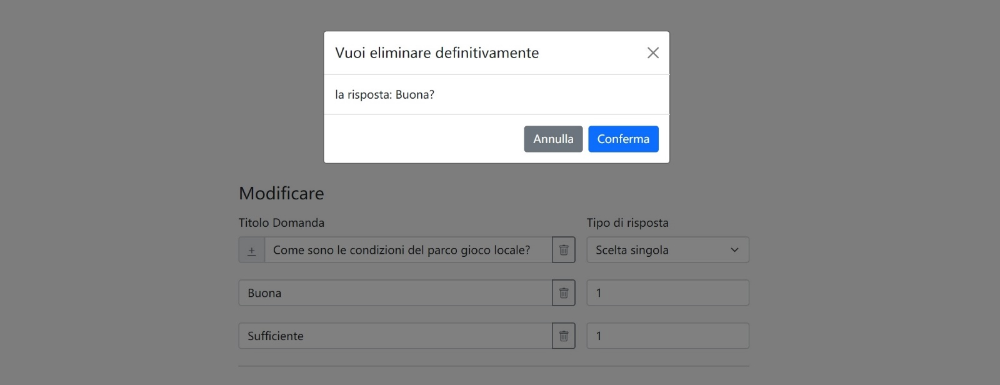 Vuoi eliminare definitivamente
la risposta: Buona?
Annulla Conferma
Modificare
Titolo Domanda Tipo di risposta
+ Come sono le condizioni del parco gioco locale? Scelta singola
Buona 1
Sufficiente 1